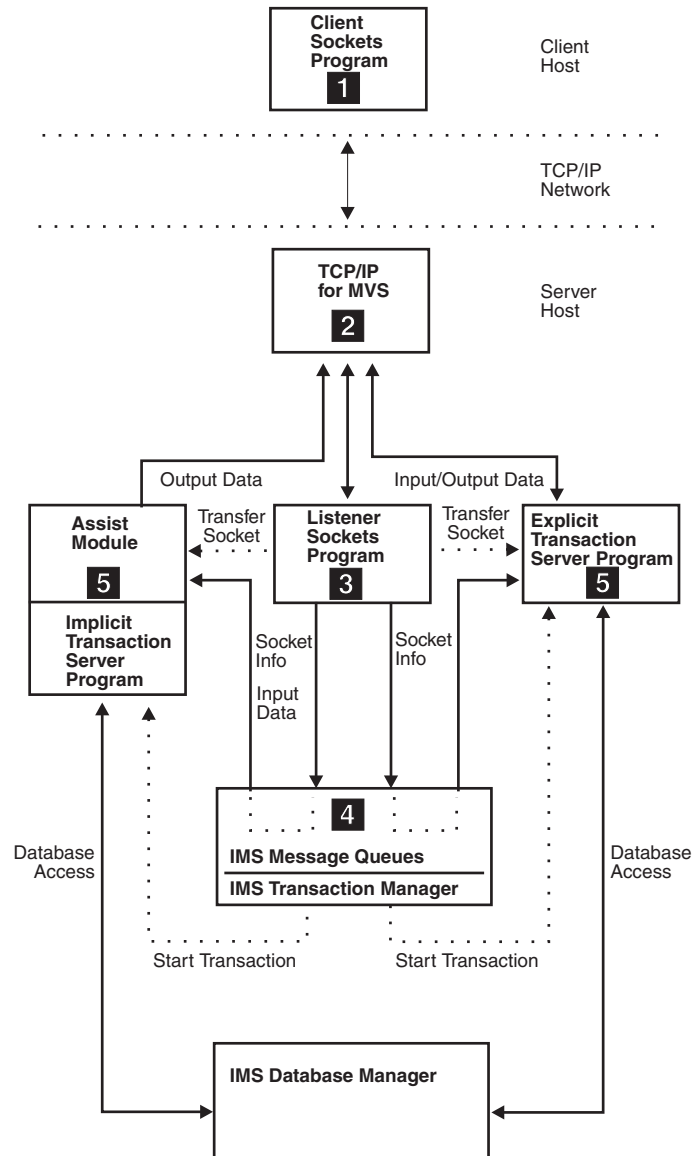 Client
Sockets
Program
1
Client
Host
TCP/IP
Network
TCP/IP
for MVS
2
Server
Host
Output Data
Input/Output Data
Assist
Module
5
Transfer
Socket
Listener
Sockets
Program
3
Transfer
Socket
Explicit
Transaction
Server Program
5
Implicit
Transaction
Server
Program
Socket
Info
Input
Data
Socket
Info
4
IMS Message Queues
IMS Transaction Manager
Database
Access
Database
Access
Start Transaction
Start Transaction
IMS Database Manager